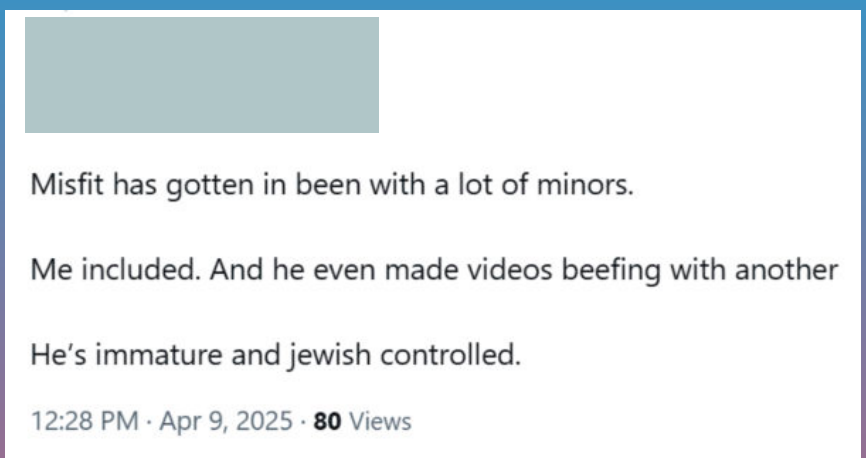 Misfit has gotten in been with a lot of minors.
Me included. And he even made videos beefing with another
He’s immature and jewish controlled.
12:28 PM · Apr 9, 2025 · 80 Views